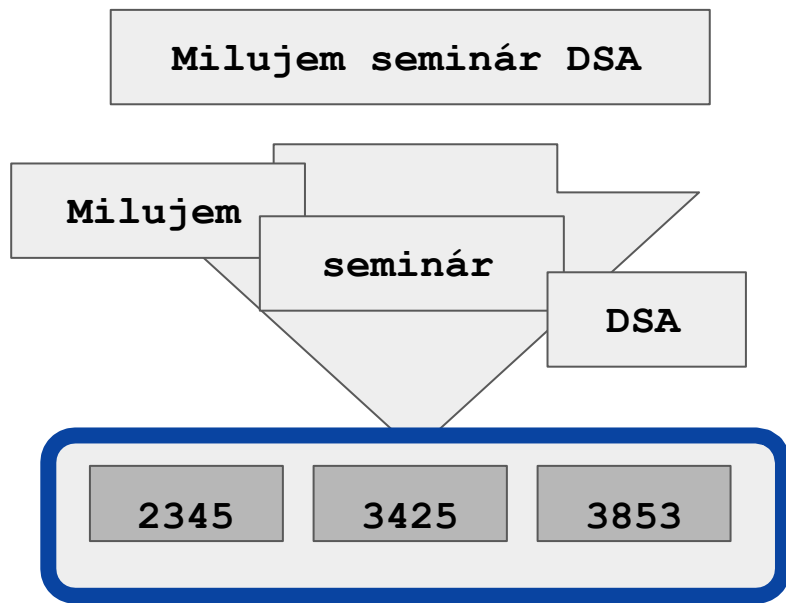 Milujem seminár DSA
Milujem
seminár
DSA
2345 3425 3853